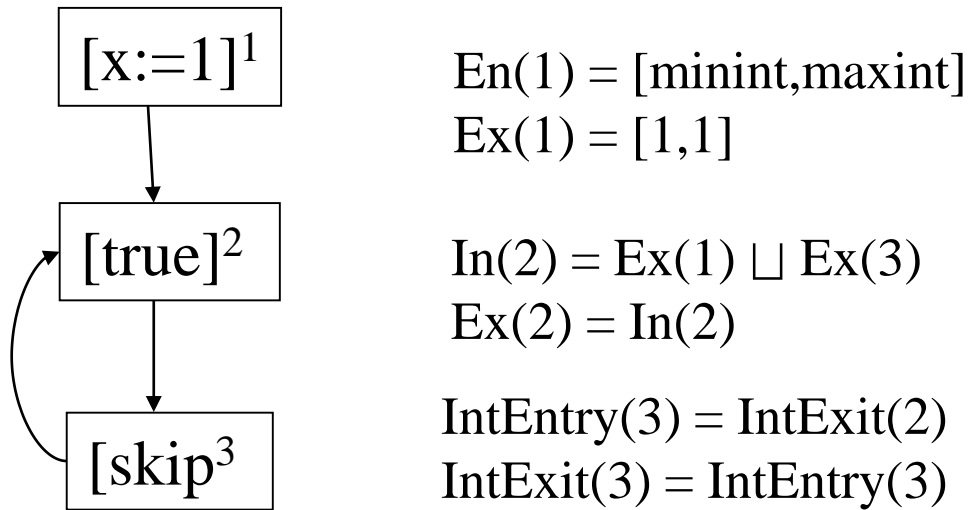 [x:=1]¹
En(1) = [minint,maxint]
Ex(1) = [1,1]
[true]²
In(2) = Ex(1) ⊔ Ex(3)
Ex(2) = In(2)
[skip³
IntEntry(3) = IntExit(2)
IntExit(3) = IntEntry(3)